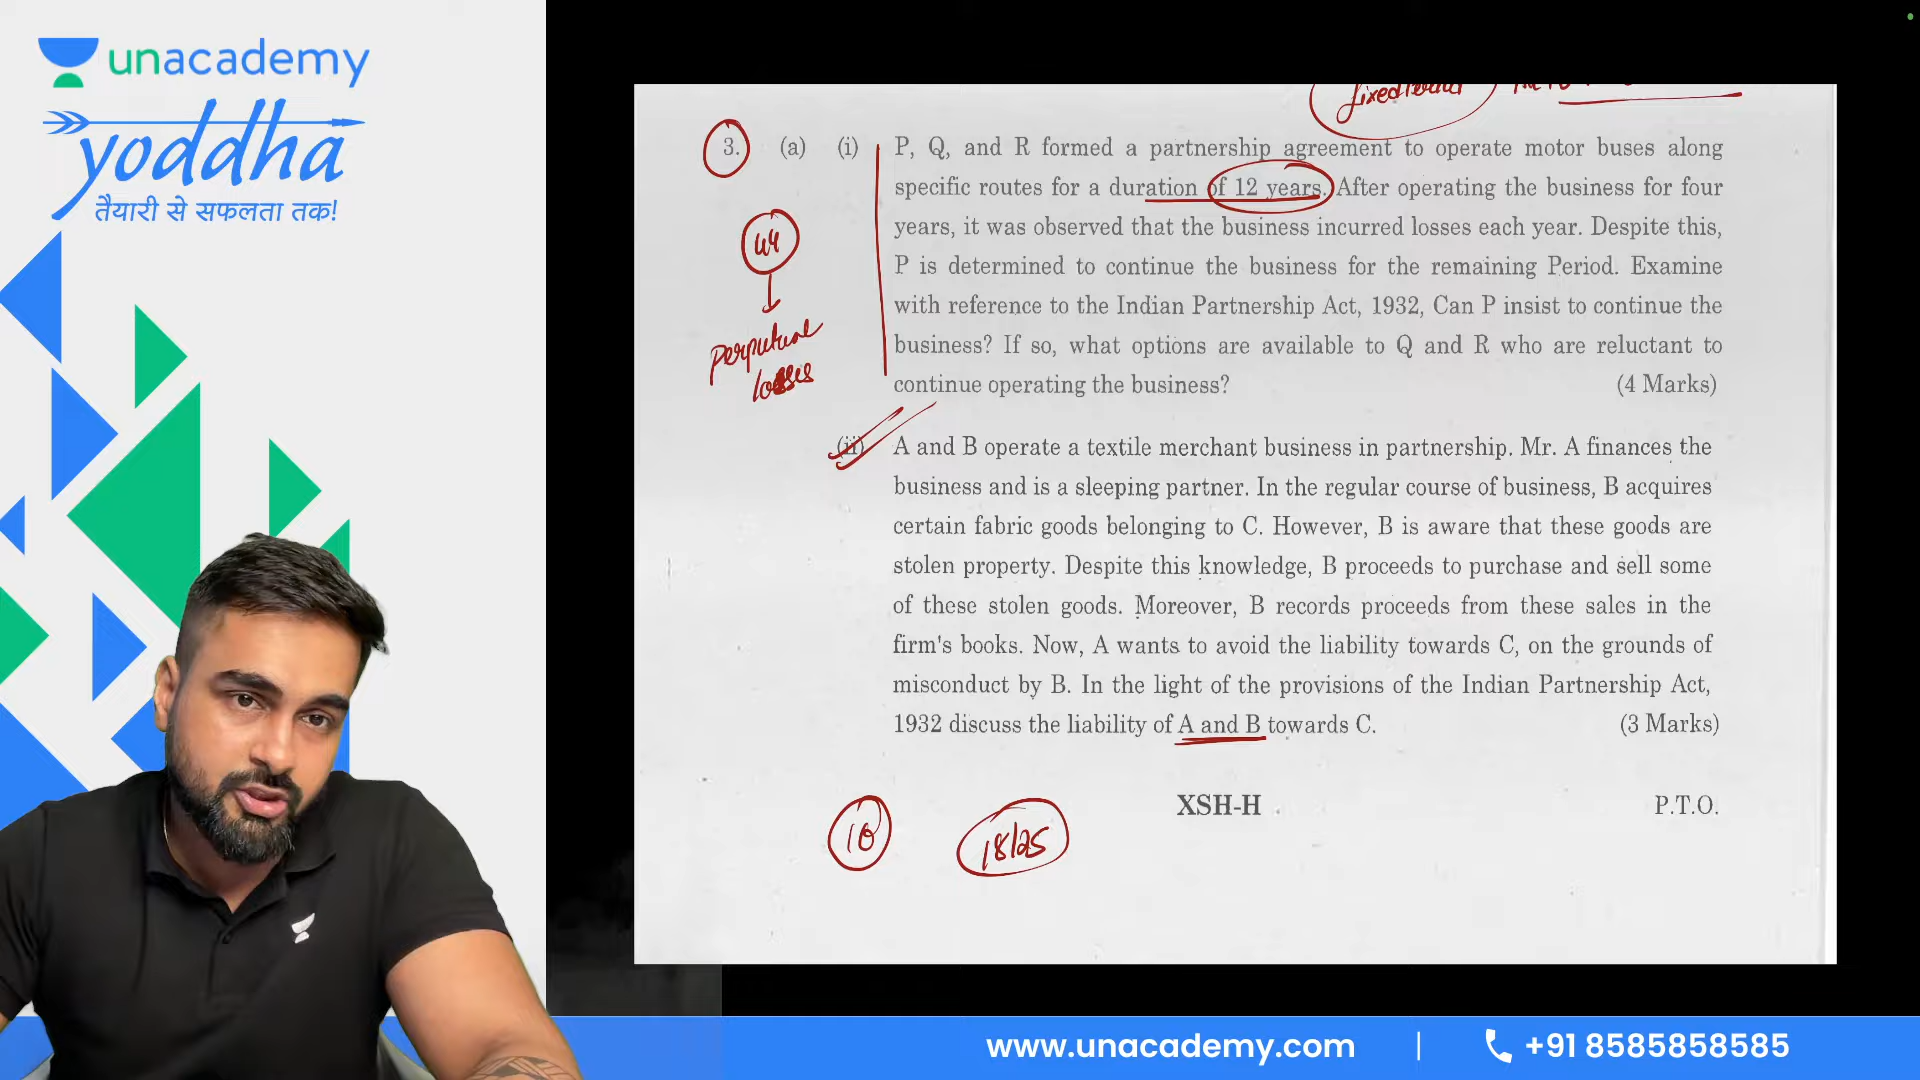 unacademy
yoddha
तैयारी से सफलता तक!
3. (a) (i) P, Q, and R formed a partnership agreement to operate motor buses along
specific routes for a duration of 12 years. After operating the business for four
years, it was observed that the business incurred losses each year. Despite this,
P is determined to continue the business for the remaining Period. Examine
with reference to the Indian Partnership Act, 1932, Can P insist to continue the
business? If so, what options are available to Q and R who are reluctant to
continue operating the business? (4 Marks)
44
perputual
losses
(ii) A and B operate a textile merchant business in partnership. Mr. A finances the
business and is a sleeping partner. In the regular course of business, B acquires
certain fabric goods belonging to C. However, B is aware that these goods are
stolen property. Despite this knowledge, B proceeds to purchase and sell some
of these stolen goods. Moreover, B records proceeds from these sales in the
firm's books. Now, A wants to avoid the liability towards C, on the grounds of
misconduct by B. In the light of the provisions of the Indian Partnership Act,
1932 discuss the liability of A and B towards C. (3 Marks)
XSH-H P.T.O.
18/25
www.unacademy.com | +91 8585858585